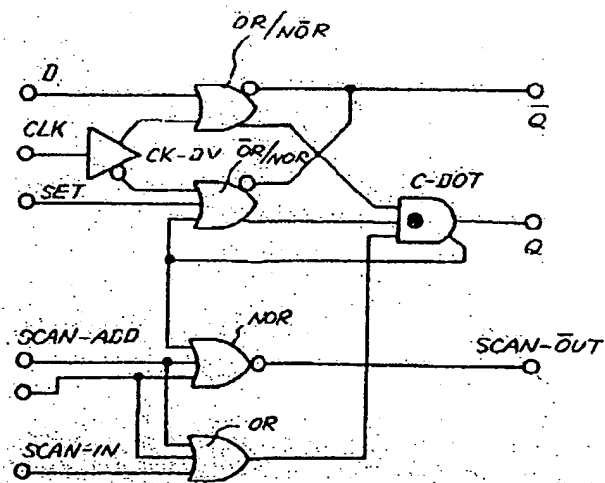 OR/NOR
D
Q̅
CLK
CK-DV
OR/NOR
C-DOT
SET
Q
SCAN-ADD
NOR
SCAN-OUT
SCAN-IN
OR